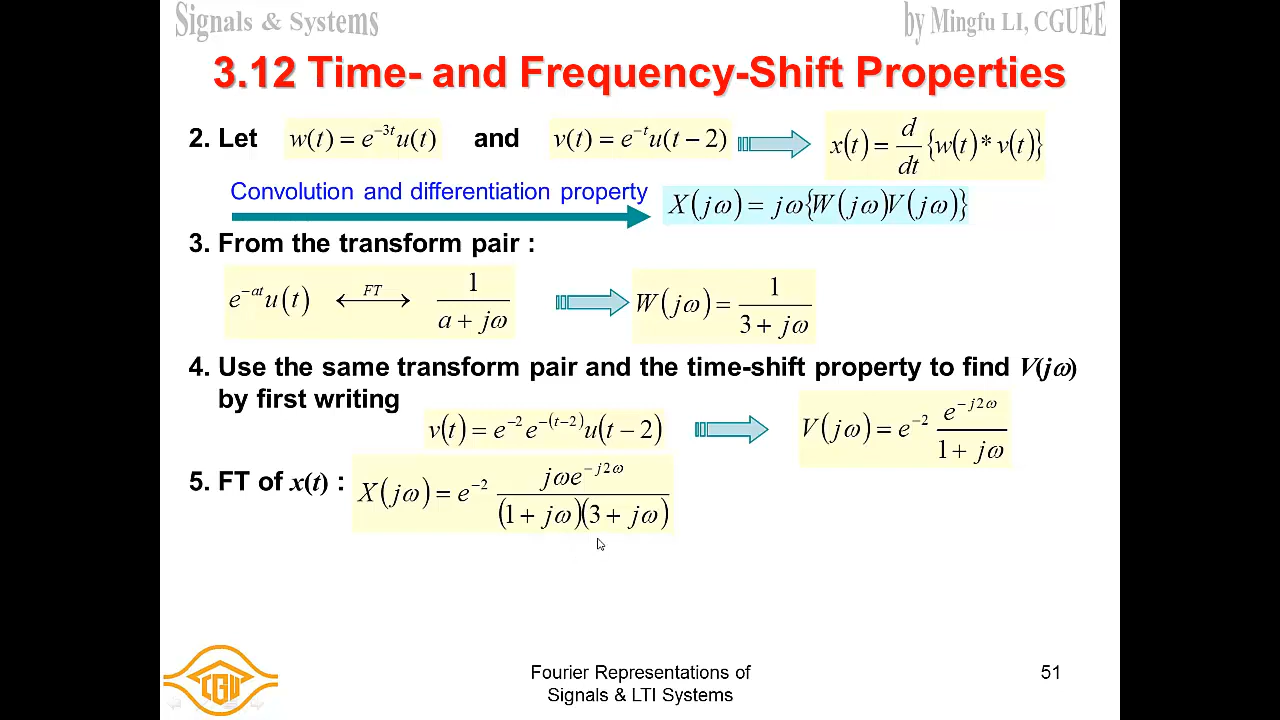 Signals & Systems
by Mingfu LI, CGUEE
3.12 Time- and Frequency-Shift Properties
2. Let w(t) = e^{−3t}u(t) and v(t) = e^{−t}u(t − 2) x(t) = d/dt {w(t) * v(t)}
Convolution and differentiation property X(jω) = jω{W(jω)V(jω)}
3. From the transform pair :
e^{−at}u(t) ←FT→ 1/(a + jω) W(jω) = 1/(3 + jω)
4. Use the same transform pair and the time-shift property to find V(jω)
by first writing
v(t) = e^{−2}e^{−(t−2)}u(t − 2) V(jω) = e^{−2} e^{−j2ω}/(1 + jω)
5. FT of x(t) : X(jω) = e^{−2} jωe^{−j2ω}/((1 + jω)(3 + jω))
CGU
Fourier Representations of
Signals & LTI Systems
51